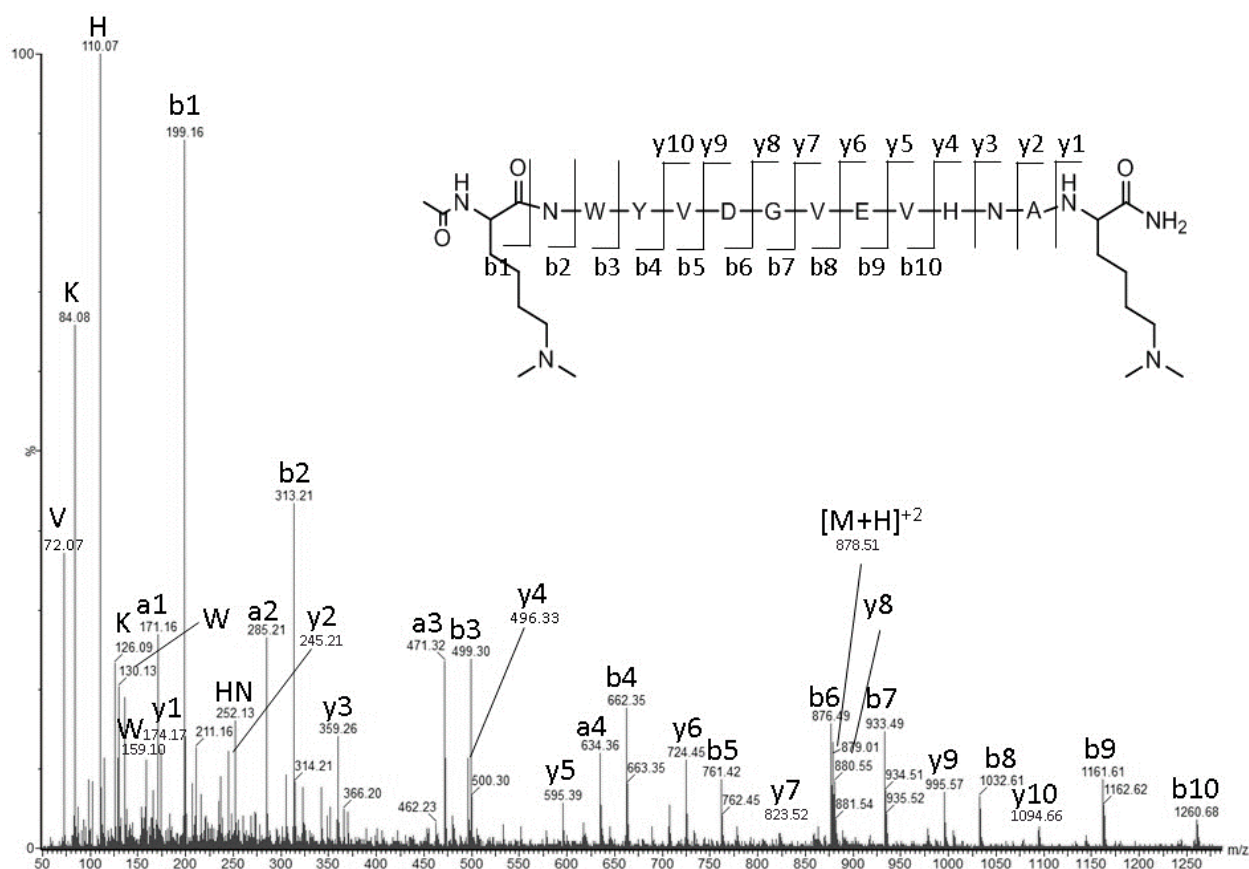 H
100
110.07
b1
199.16
y10 y9 y8 y7 y6 y5 y4 y3 y2 y1
H O H O
N N W Y V D G V E V H N A N NH2
O
b1 b2 b3 b4 b5 b6 b7 b8 b9 b10
N N
K
84.08
%
b2
313.21
V
72.07
[M+H]+2
878.51
y8
K
126.09
a1
171.16
W
130.13
a2
285.21
y2
245.21
a3
471.32
b3
499.30
y4
496.33
W
159.10
y1
174.17
211.16
HN
252.13
314.21
y3
359.26
366.20
462.23
500.30
y5
595.39
a4
634.36
b4
662.35
663.35
y6
724.45
b5
761.42
762.45
y7
823.52
b6
876.49
879.01
880.55
881.54
b7
933.49
934.51
935.52
y9
995.57
b8
1032.61
y10
1094.66
b9
1161.61
1162.62
b10
1260.68
0
50 100 150 200 250 300 350 400 450 500 550 600 650 700 750 800 850 900 950 1000 1050 1100 1150 1200 1250 m/z